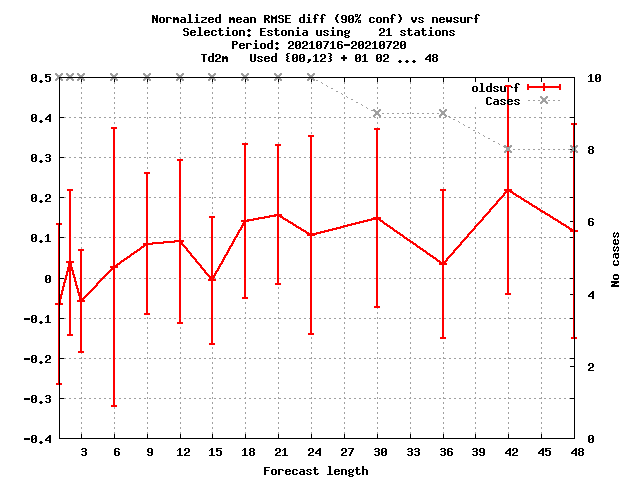 Normalized mean RMSE diff (90% conf) vs newsurf
Selection: Estonia using    21 stations
Period: 20210716-20210720
Td2m   Used {00,12} + 01 02 ... 48
0.5
0.4
0.3
0.2
0.1
0
-0.1
-0.2
-0.3
-0.4
oldsurf
Cases
10
8
6
4
2
0
No cases
3 6 9 12 15 18 21 24 27 30 33 36 39 42 45 48
Forecast length